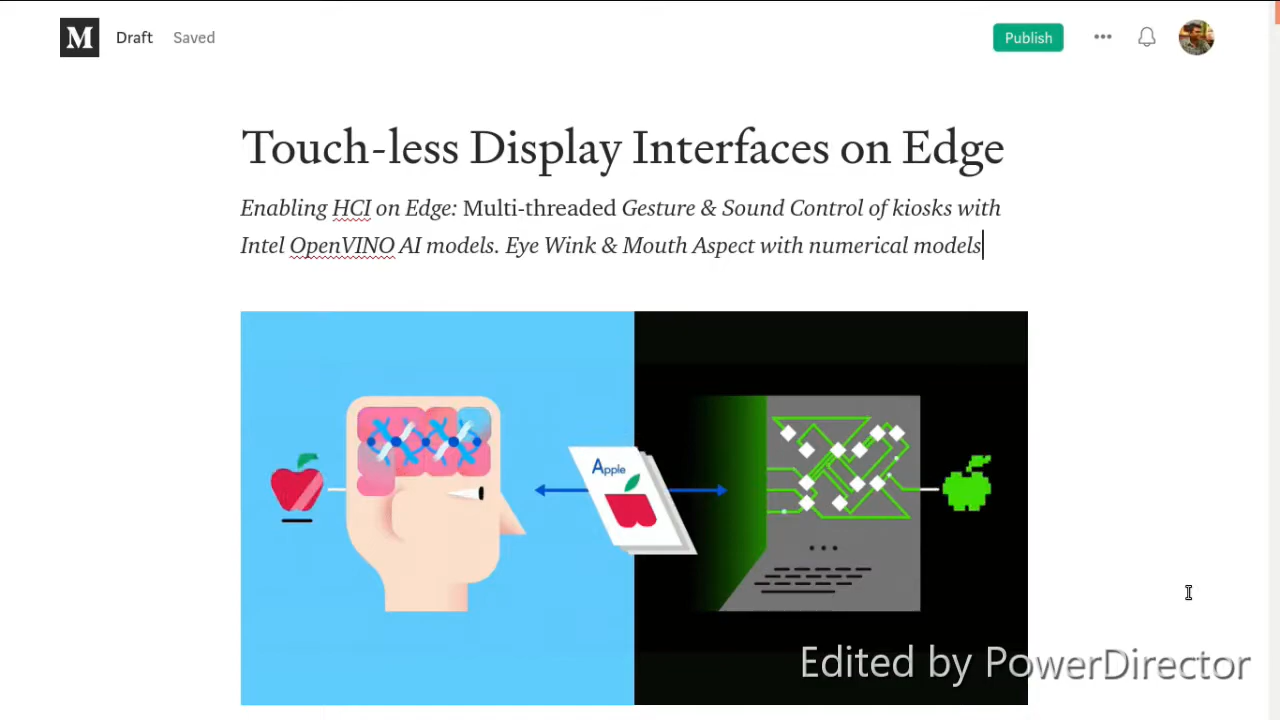 M Draft Saved Publish
Touch-less Display Interfaces on Edge
Enabling HCI on Edge: Multi-threaded Gesture & Sound Control of kiosks with
Intel OpenVINO AI models. Eye Wink & Mouth Aspect with numerical models
Apple
Edited by PowerDirector